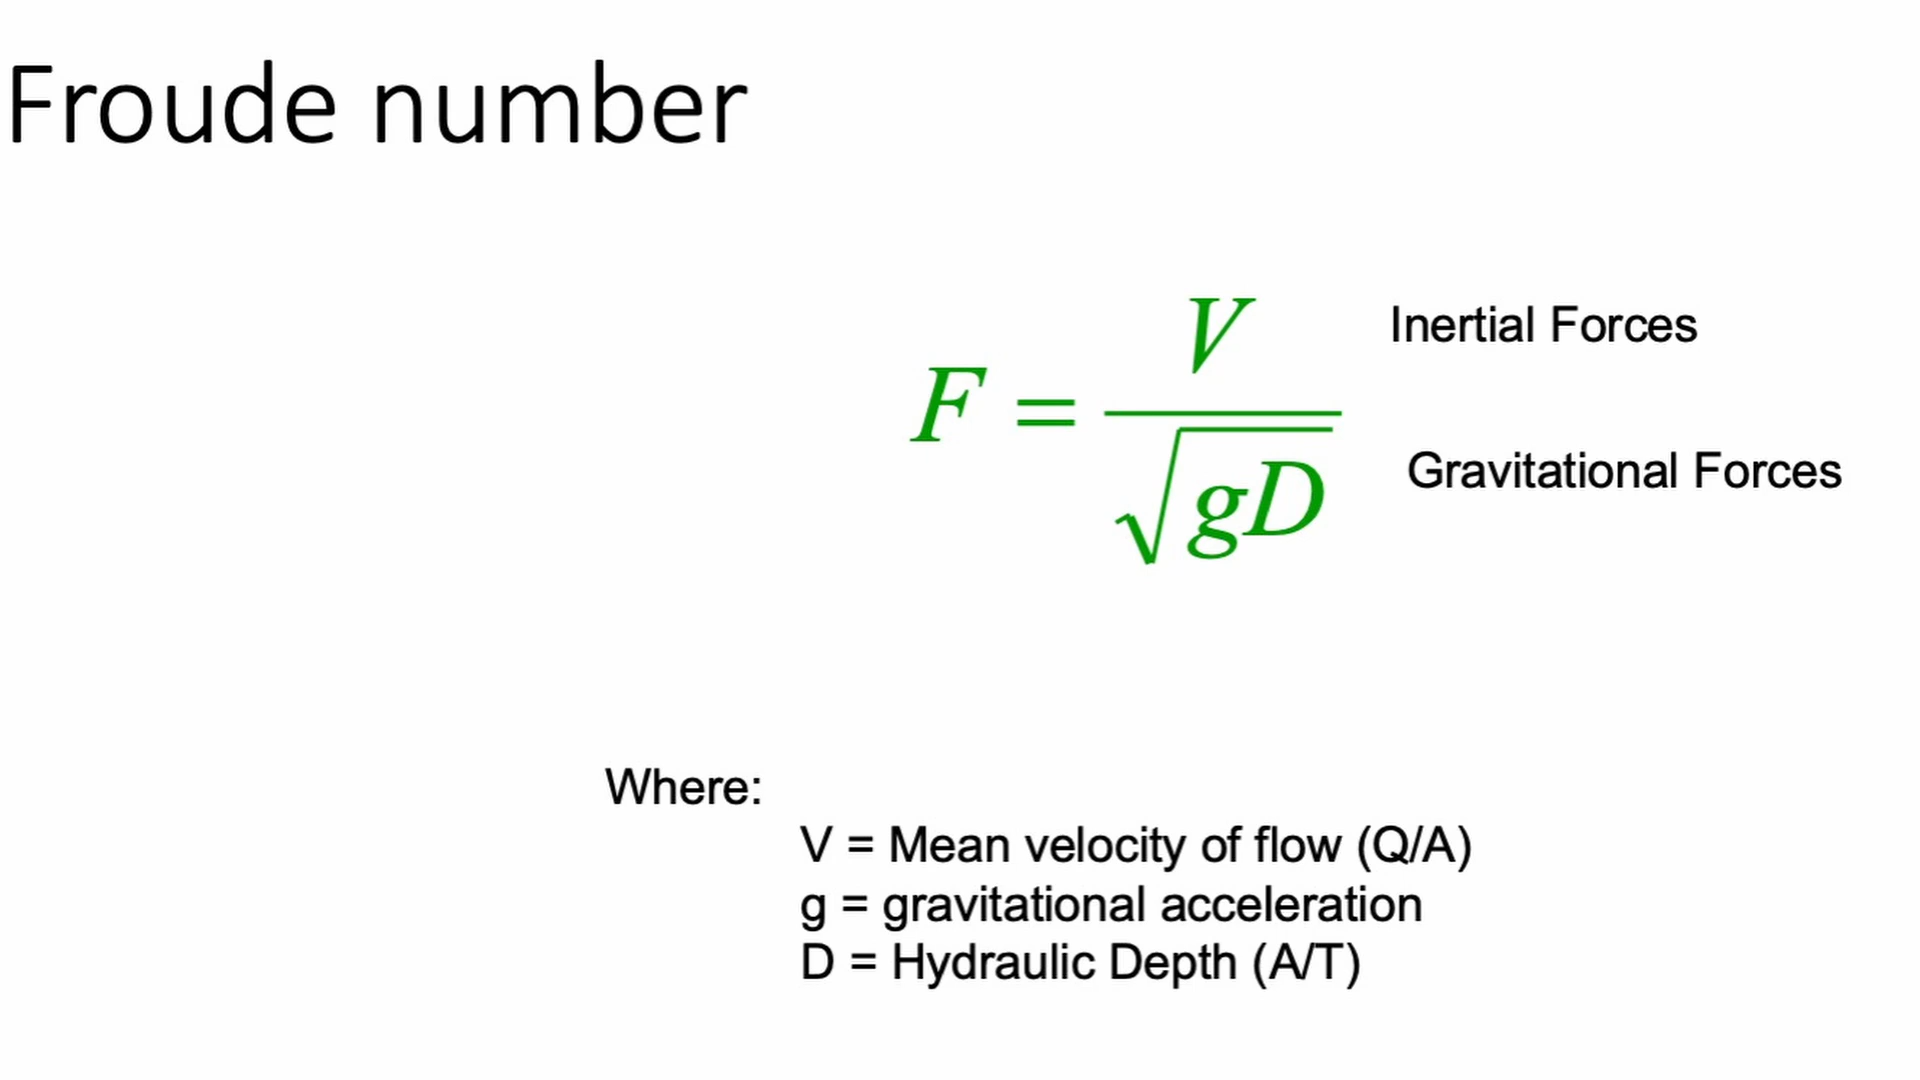 Froude number
F = V / √gD
Inertial Forces
Gravitational Forces
Where:
V = Mean velocity of flow (Q/A)
g = gravitational acceleration
D = Hydraulic Depth (A/T)